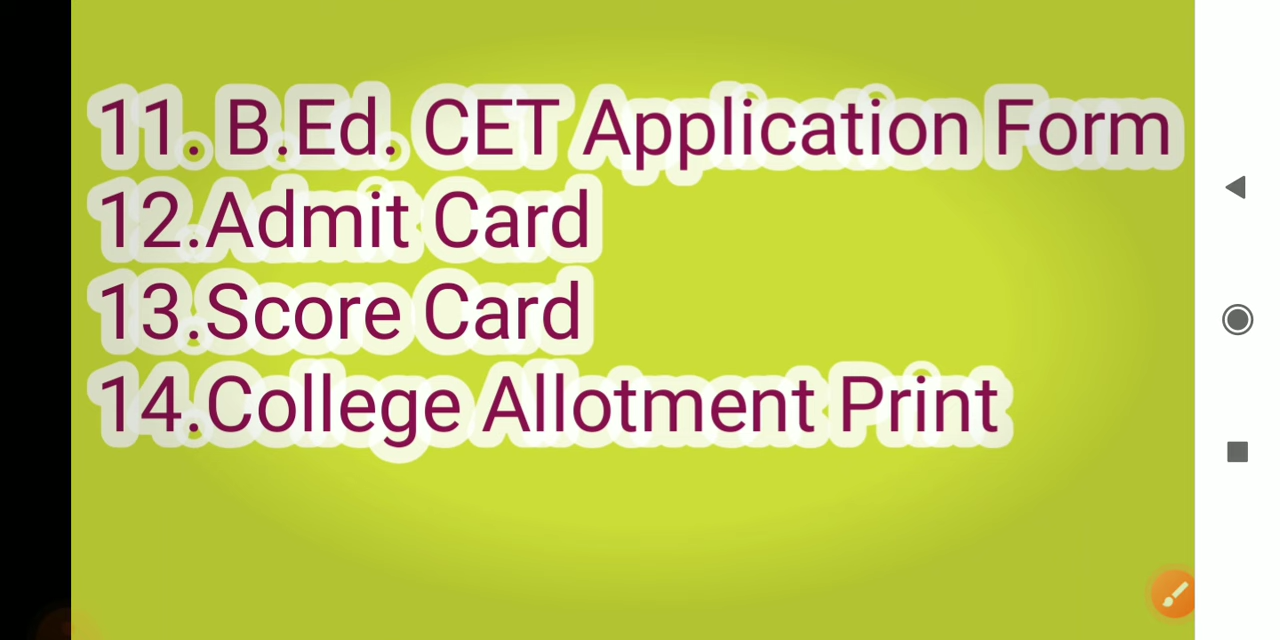 11. B.Ed. CET Application Form
12.Admit Card
13.Score Card
14.College Allotment Print